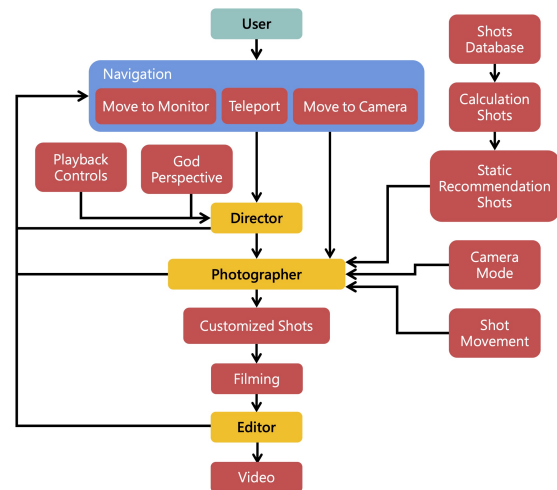 User
Navigation
Move to Monitor
Teleport
Move to Camera
Shots
Database
Calculation
Shots
Static
Recommendation
Shots
Playback
Controls
God
Perspective
Director
Photographer
Camera
Mode
Customized Shots
Shot
Movement
Filming
Editor
Video